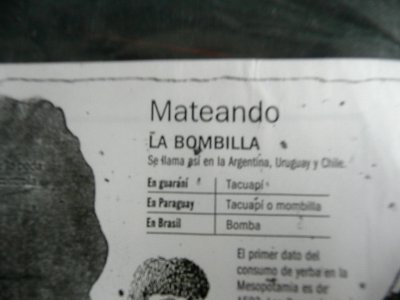 Mateando
LA BOMBILLA
Se llama así en la Argentina, Uruguay y Chile.
En guaraní Tacuapí
En Paraguay Tacuapí o mombilla
En Brasil Bomba
El primer dato del
consumo de yerba en la
Mesopotamia es de